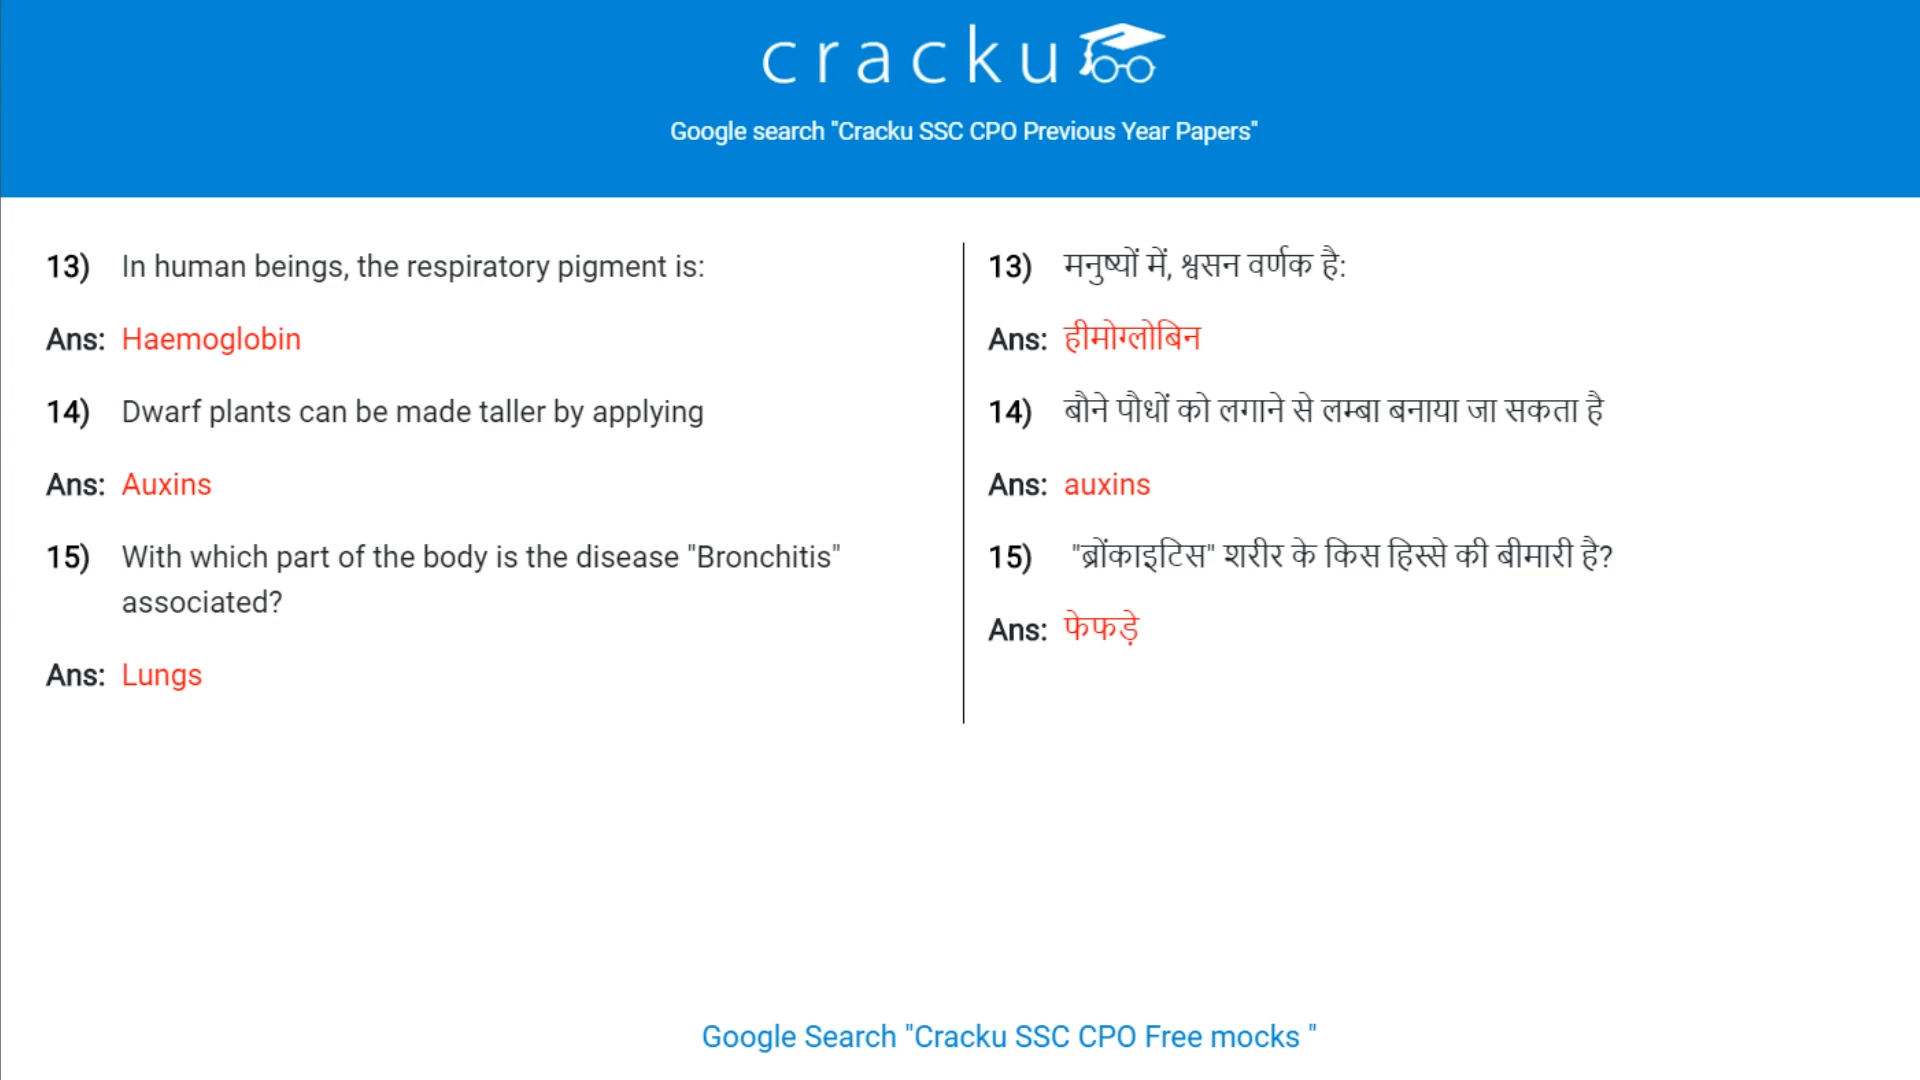 cracku
Google search "Cracku SSC CPO Previous Year Papers"
13) In human beings, the respiratory pigment is:
Ans: Haemoglobin
14) Dwarf plants can be made taller by applying
Ans: Auxins
15) With which part of the body is the disease "Bronchitis"
associated?
Ans: Lungs
13) मनुष्यों में, श्वसन वर्णक है:
Ans: हीमोग्लोबिन
14) बौने पौधों को लगाने से लम्बा बनाया जा सकता है
Ans: auxins
15) "ब्रोंकाइटिस" शरीर के किस हिस्से की बीमारी है?
Ans: फेफड़े
Google Search "Cracku SSC CPO Free mocks "